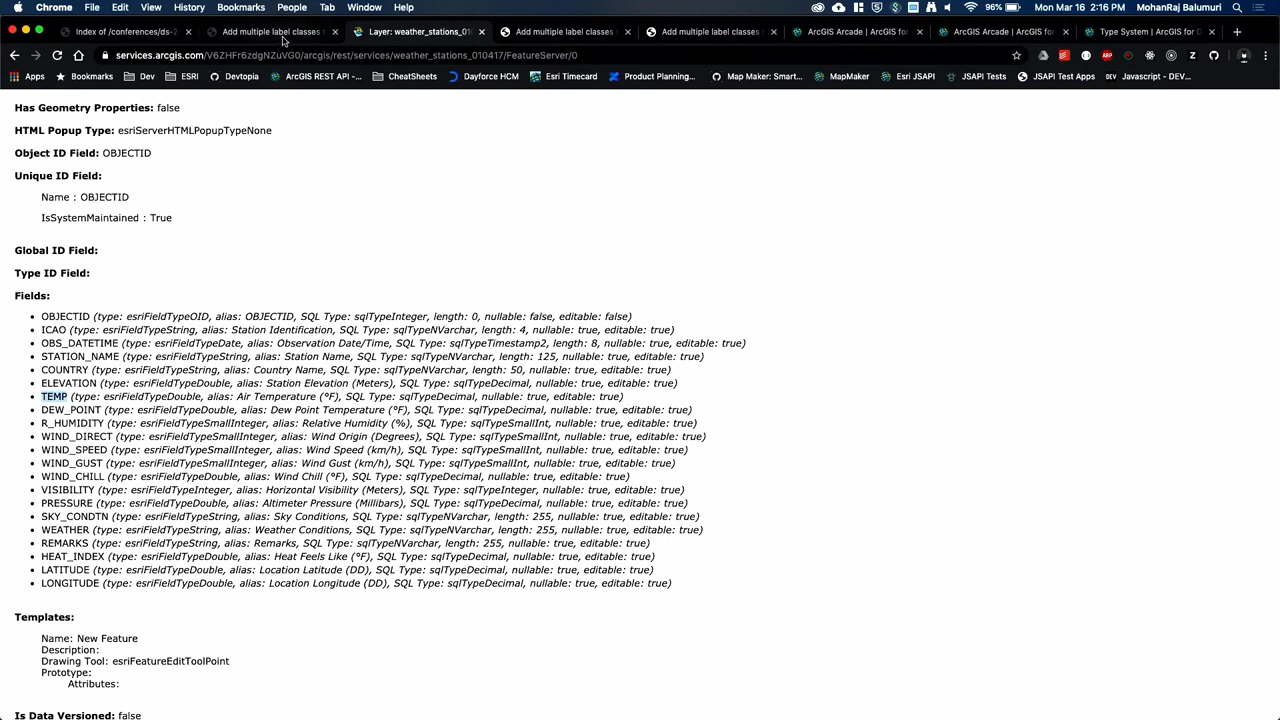 Chrome File Edit View History Bookmarks People Tab Window Help 96% Mon Mar 16 2:16 PM MohanRaj Balumuri
Index of /conferences/ds-2 Add multiple label classes t Layer: weather_stations_010 Add multiple label classes t Add multiple label classes t ArcGIS Arcade | ArcGIS for ArcGIS Arcade | ArcGIS for Type System | ArcGIS for D
services.arcgis.com/V6ZHFr6zdgNZuVG0/arcgis/rest/services/weather_stations_010417/FeatureServer/0
Apps Bookmarks Dev ESRI Devtopia ArcGIS REST API -... CheatSheets Dayforce HCM Esri Timecard Product Planning... Map Maker: Smart... MapMaker Esri JSAPI JSAPI Tests JSAPI Test Apps DEV Javascript - DEV...
Has Geometry Properties: false
HTML Popup Type: esriServerHTMLPopupTypeNone
Object ID Field: OBJECTID
Unique ID Field:
Name : OBJECTID
IsSystemMaintained : True
Global ID Field:
Type ID Field:
Fields:
• OBJECTID (type: esriFieldTypeOID, alias: OBJECTID, SQL Type: sqlTypeInteger, length: 0, nullable: false, editable: false)
• ICAO (type: esriFieldTypeString, alias: Station Identification, SQL Type: sqlTypeNVarchar, length: 4, nullable: true, editable: true)
• OBS_DATETIME (type: esriFieldTypeDate, alias: Observation Date/Time, SQL Type: sqlTypeTimestamp2, length: 8, nullable: true, editable: true)
• STATION_NAME (type: esriFieldTypeString, alias: Station Name, SQL Type: sqlTypeNVarchar, length: 125, nullable: true, editable: true)
• COUNTRY (type: esriFieldTypeString, alias: Country Name, SQL Type: sqlTypeNVarchar, length: 50, nullable: true, editable: true)
• ELEVATION (type: esriFieldTypeDouble, alias: Station Elevation (Meters), SQL Type: sqlTypeDecimal, nullable: true, editable: true)
• TEMP (type: esriFieldTypeDouble, alias: Air Temperature (°F), SQL Type: sqlTypeDecimal, nullable: true, editable: true)
• DEW_POINT (type: esriFieldTypeDouble, alias: Dew Point Temperature (°F), SQL Type: sqlTypeDecimal, nullable: true, editable: true)
• R_HUMIDITY (type: esriFieldTypeSmallInteger, alias: Relative Humidity (%), SQL Type: sqlTypeSmallInt, nullable: true, editable: true)
• WIND_DIRECT (type: esriFieldTypeSmallInteger, alias: Wind Origin (Degrees), SQL Type: sqlTypeSmallInt, nullable: true, editable: true)
• WIND_SPEED (type: esriFieldTypeSmallInteger, alias: Wind Speed (km/h), SQL Type: sqlTypeSmallInt, nullable: true, editable: true)
• WIND_GUST (type: esriFieldTypeSmallInteger, alias: Wind Gust (km/h), SQL Type: sqlTypeSmallInt, nullable: true, editable: true)
• WIND_CHILL (type: esriFieldTypeDouble, alias: Wind Chill (°F), SQL Type: sqlTypeDecimal, nullable: true, editable: true)
• VISIBILITY (type: esriFieldTypeInteger, alias: Horizontal Visibility (Meters), SQL Type: sqlTypeInteger, nullable: true, editable: true)
• PRESSURE (type: esriFieldTypeDouble, alias: Altimeter Pressure (Millibars), SQL Type: sqlTypeDecimal, nullable: true, editable: true)
• SKY_CONDTN (type: esriFieldTypeString, alias: Sky Conditions, SQL Type: sqlTypeNVarchar, length: 255, nullable: true, editable: true)
• WEATHER (type: esriFieldTypeString, alias: Weather Conditions, SQL Type: sqlTypeNVarchar, length: 255, nullable: true, editable: true)
• REMARKS (type: esriFieldTypeString, alias: Remarks, SQL Type: sqlTypeNVarchar, length: 255, nullable: true, editable: true)
• HEAT_INDEX (type: esriFieldTypeDouble, alias: Heat Feels Like (°F), SQL Type: sqlTypeDecimal, nullable: true, editable: true)
• LATITUDE (type: esriFieldTypeDouble, alias: Location Latitude (DD), SQL Type: sqlTypeDecimal, nullable: true, editable: true)
• LONGITUDE (type: esriFieldTypeDouble, alias: Location Longitude (DD), SQL Type: sqlTypeDecimal, nullable: true, editable: true)
Templates:
Name: New Feature
Description:
Drawing Tool: esriFeatureEditToolPoint
Prototype:
Attributes:
Is Data Versioned: false